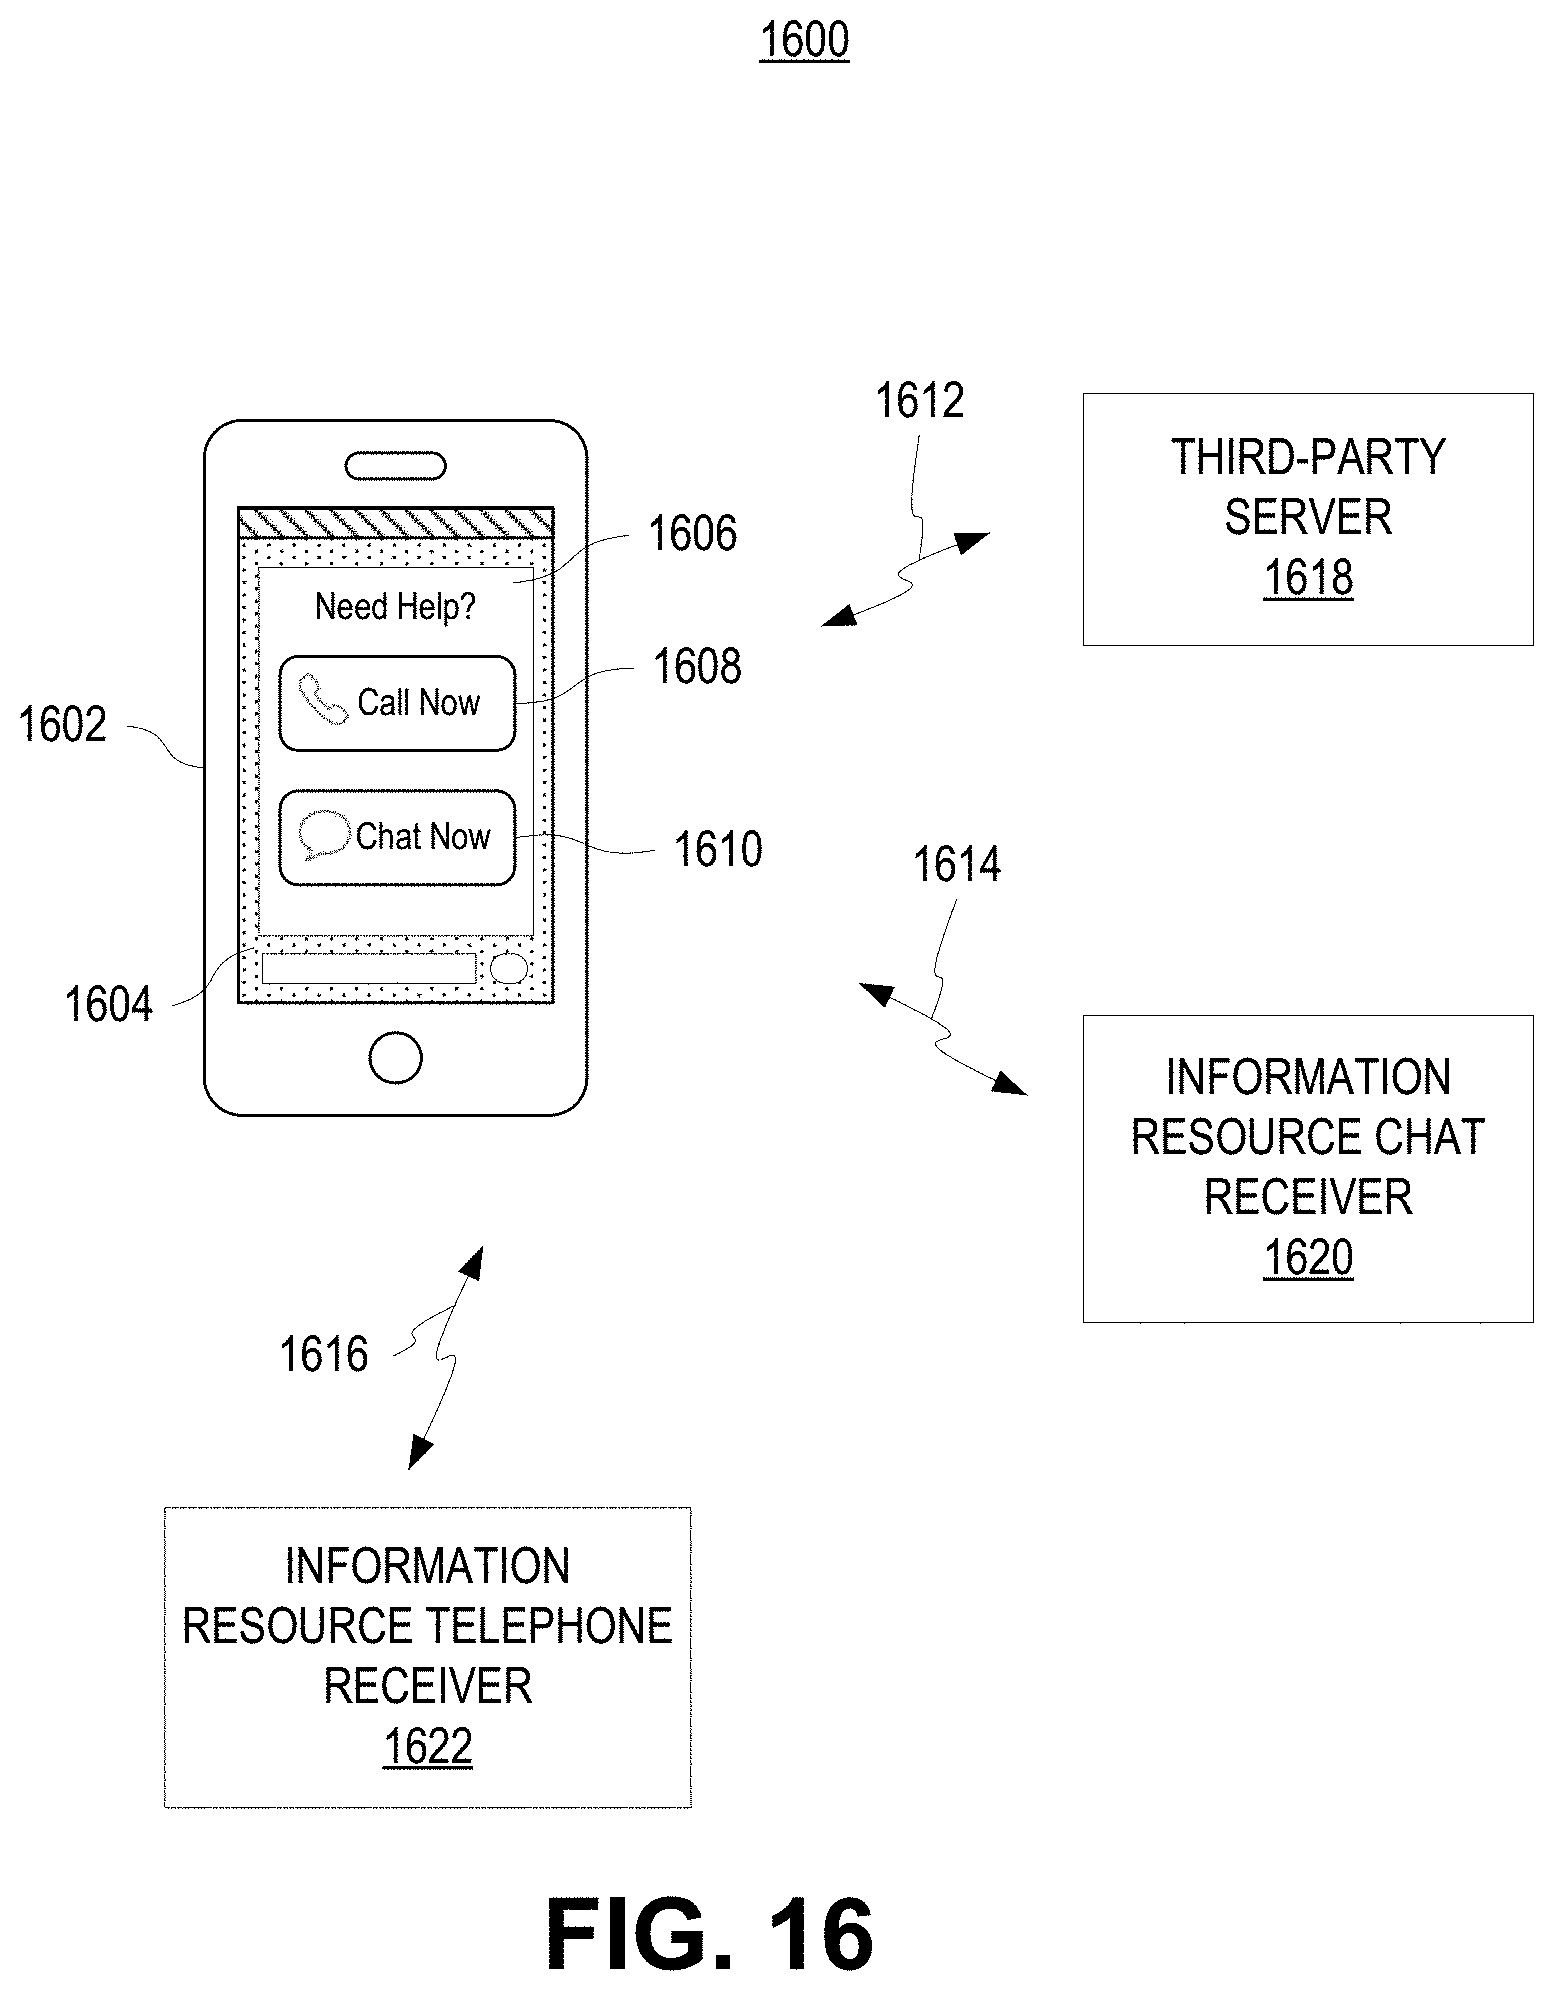 1600
1612
THIRD-PARTY
SERVER
1618
1606
Need Help?
1608
Call Now
1602
1610
Chat Now
1614
1604
INFORMATION
RESOURCE CHAT
RECEIVER
1620
1616
INFORMATION
RESOURCE TELEPHONE
RECEIVER
1622
FIG. 16